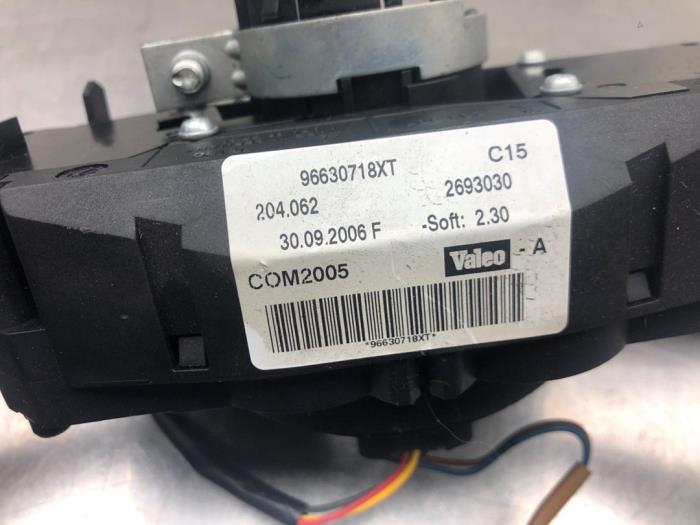 96630718XT C15
204.062 2693030
30.09.2006 F -Soft: 2.30
COM2005 Valeo - A
*96630718XT*